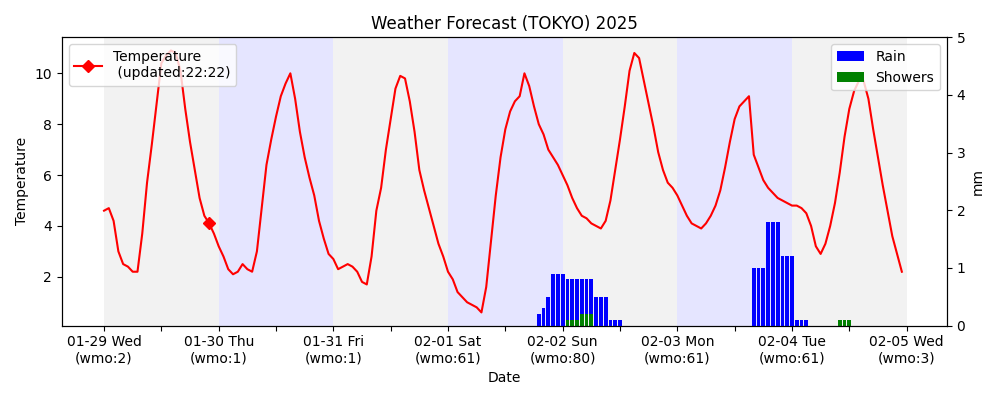 Weather Forecast (TOKYO) 2025
Temperature
(updated:22:22)
Rain
Showers
Temperature
10
8
6
4
2
5
4
3
2
1
0
mm
01-29 Wed
(wmo:2)
01-30 Thu
(wmo:1)
01-31 Fri
(wmo:1)
02-01 Sat
(wmo:61)
02-02 Sun
(wmo:80)
02-03 Mon
(wmo:61)
02-04 Tue
(wmo:61)
02-05 Wed
(wmo:3)
Date